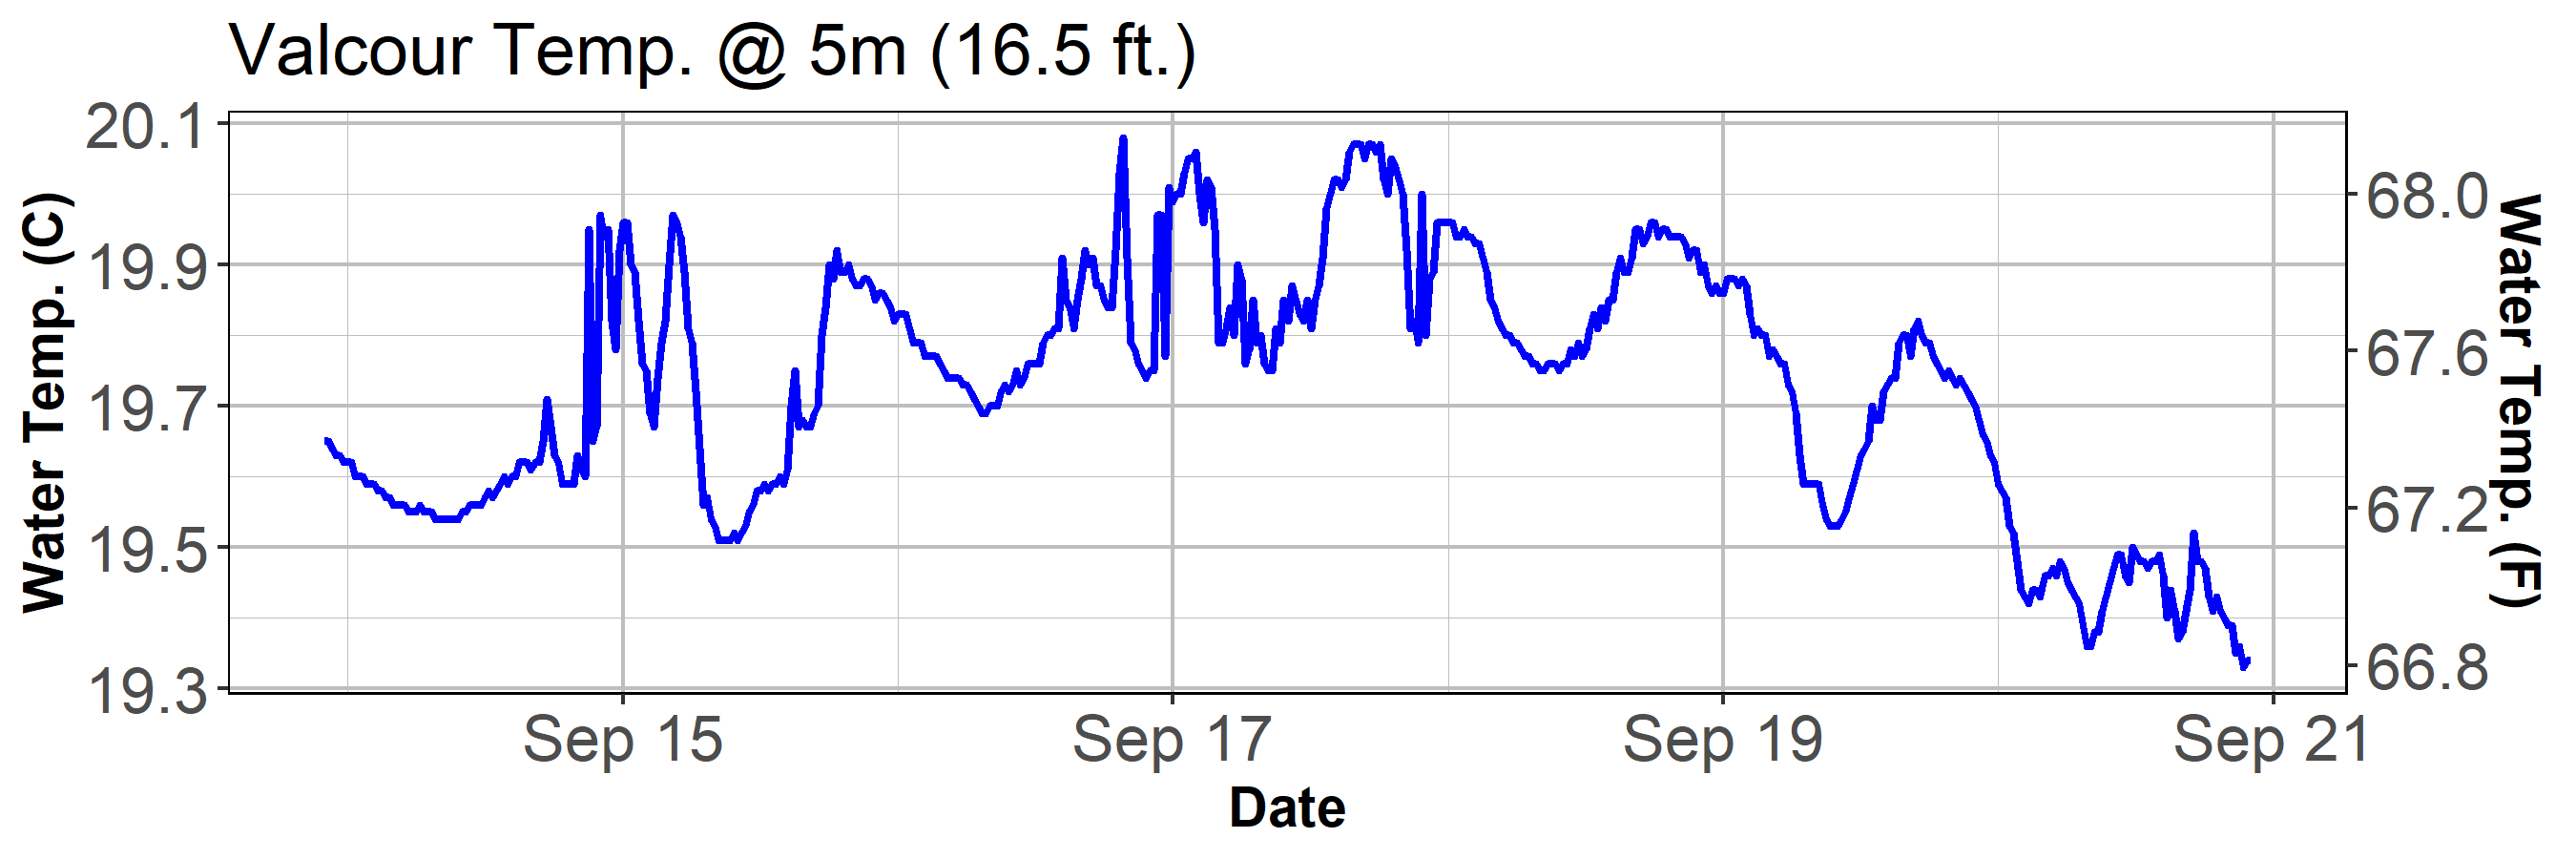 Valcour Temp. @ 5m (16.5 ft.)
Water Temp. (C)
20.1
19.9
19.7
19.5
19.3
68.0
67.6
67.2
66.8
Water Temp. (F)
Sep 15
Sep 17
Sep 19
Sep 21
Date